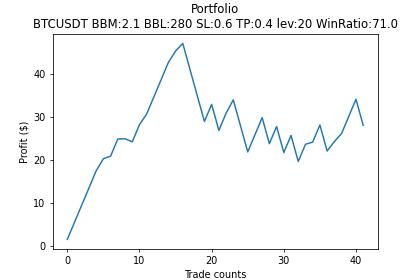 Portfolio
BTCUSDT BBM:2.1 BBL:280 SL:0.6 TP:0.4 lev:20 WinRatio:71.0
Profit ($)
40
30
20
10
0
0
10
20
30
40
Trade counts